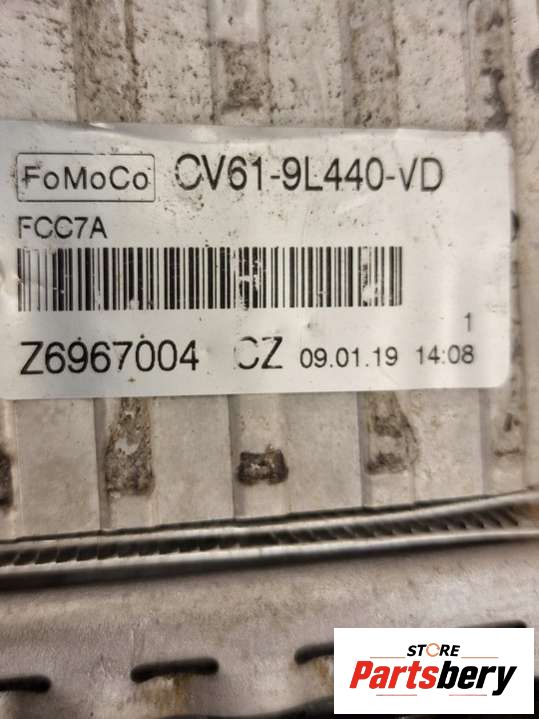 FoMoCo CV61-9L440-VD
FCC7A
1
Z6967004 CZ 09.01.19 14:08
STORE
Partsbery